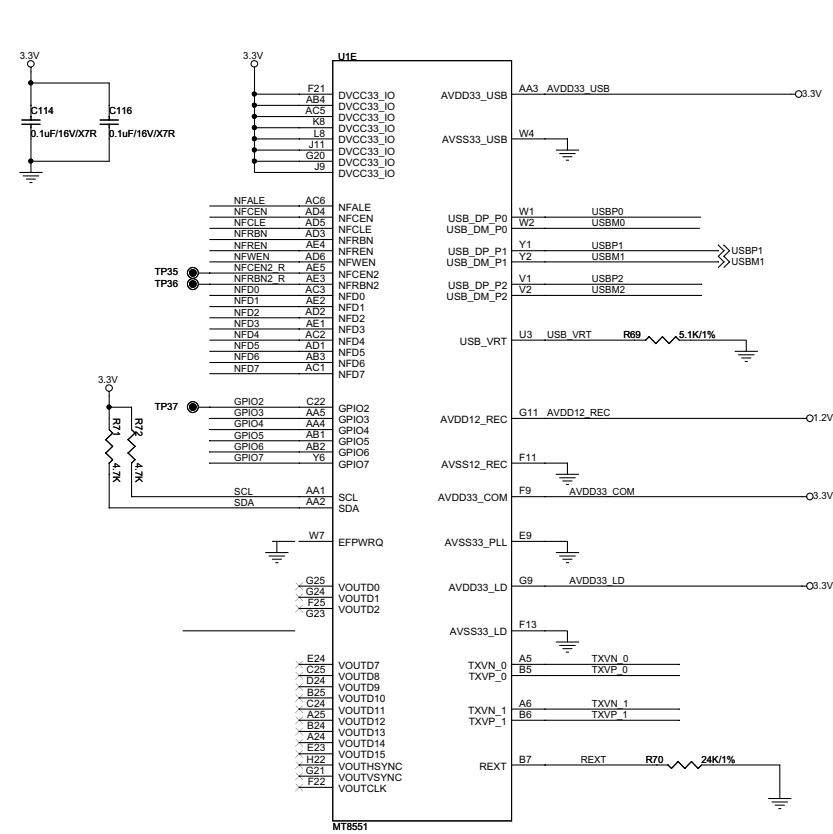 3.3V
C114
0.1uF/16V/X7R
C116
0.1uF/16V/X7R
3.3V
U1E
F21 DVCC33_IO
AB4 DVCC33_IO
AC5 DVCC33_IO
K8 DVCC33_IO
L8 DVCC33_IO
J11 DVCC33_IO
G20 DVCC33_IO
J9 DVCC33_IO
NFALE AC6 NFALE
NFCEN AD4 NFCEN
NFCLE AD5 NFCLE
NFRBN AD3 NFRBN
NFREN AE4 NFREN
NFWEN AD6 NFWEN
TP35 NFCEN2_R AE5 NFCEN2
TP36 NFRBN2_R AE3 NFRBN2
NFD0 AC3 NFD0
NFD1 AE2 NFD1
NFD2 AD2 NFD2
NFD3 AE1 NFD3
NFD4 AC2 NFD4
NFD5 AD1 NFD5
NFD6 AB3 NFD6
NFD7 AC1 NFD7
3.3V
R71
4.7K
R72
4.7K
TP37 GPIO2 C22 GPIO2
GPIO3 AA5 GPIO3
GPIO4 AA4 GPIO4
GPIO5 AB1 GPIO5
GPIO6 AB2 GPIO6
GPIO7 Y6 GPIO7
SCL AA1 SCL
SDA AA2 SDA
W7 EFPWRQ
G25 VOUTD0
G24 VOUTD1
F25 VOUTD2
G23
E24 VOUTD7
C25 VOUTD8
D24 VOUTD9
B25 VOUTD10
C24 VOUTD11
A25 VOUTD12
B24 VOUTD13
A24 VOUTD14
E23 VOUTD15
H22 VOUTHSYNC
G21 VOUTVSYNC
F22 VOUTCLK
MT8551
AVDD33_USB AA3 AVDD33_USB 3.3V
AVSS33_USB W4
USB_DP_P0 W1 USBP0
USB_DM_P0 W2 USBM0
USB_DP_P1 Y1 USBP1 USBP1
USB_DM_P1 Y2 USBM1 USBM1
USB_DP_P2 V1 USBP2
USB_DM_P2 V2 USBM2
USB_VRT U3 USB_VRT R69 5.1K/1%
AVDD12_REC G11 AVDD12_REC 1.2V
AVSS12_REC F11
AVDD33_COM F9 AVDD33_COM 3.3V
AVSS33_PLL E9
AVDD33_LD G9 AVDD33_LD 3.3V
AVSS33_LD F13
TXVN_0 A5 TXVN_0
TXVP_0 B5 TXVP_0
TXVN_1 A6 TXVN_1
TXVP_1 B6 TXVP_1
REXT B7 REXT R70 24K/1%